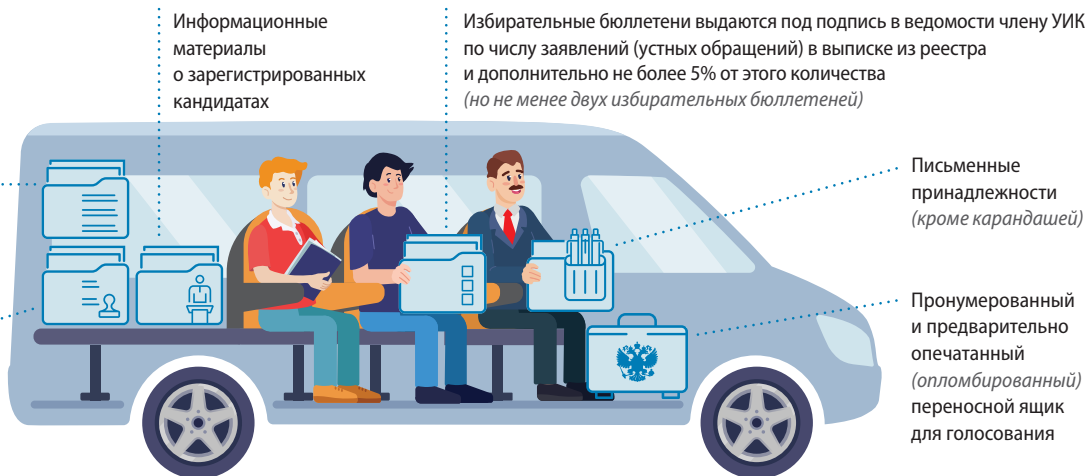 Информационные
материалы
о зарегистрированных
кандидатах
Избирательные бюллетени выдаются под подпись в ведомости члену УИК
по числу заявлений (устных обращений) в выписке из реестра
и дополнительно не более 5% от этого количества
(но не менее двух избирательных бюллетеней)
Письменные
принадлежности
(кроме карандашей)
Пронумерованный
и предварительно
опечатанный
(опломбированный)
переносной ящик
для голосования